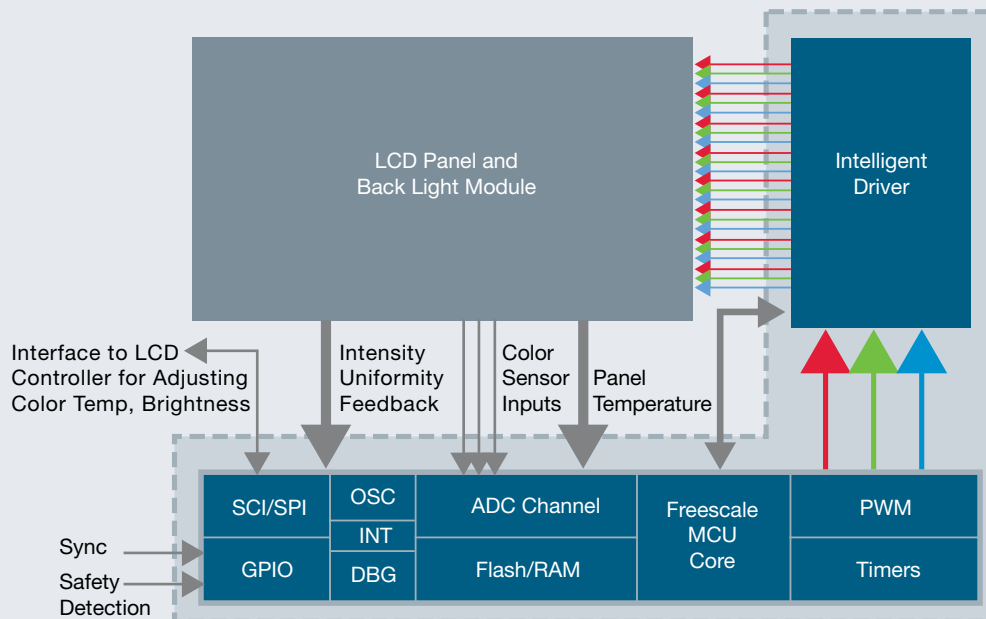 LCD Panel and
Back Light Module
Intelligent
Driver
Interface to LCD
Controller for Adjusting
Color Temp, Brightness
Intensity
Uniformity
Feedback
Color
Sensor
Inputs
Panel
Temperature
SCI/SPI
OSC
ADC Channel
Freescale
MCU
Core
PWM
INT
GPIO
DBG
Flash/RAM
Timers
Sync
Safety
Detection